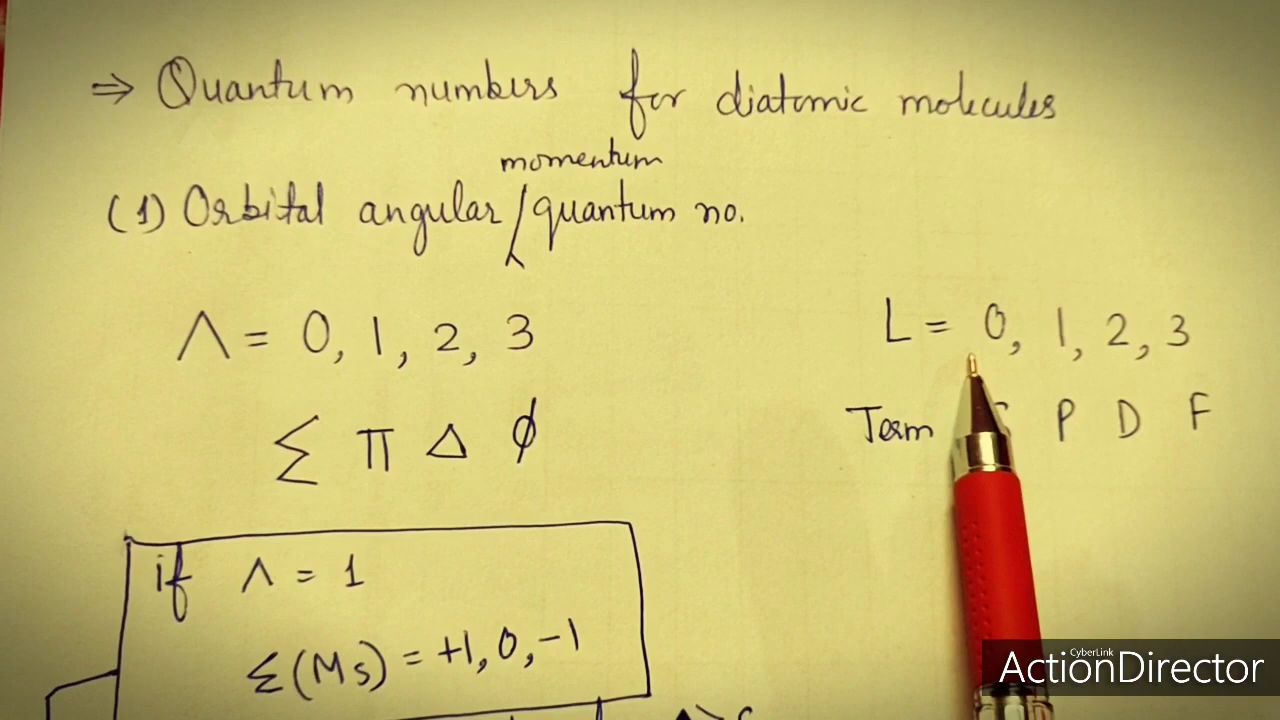 ⇒ Quantum numbers for diatomic molecules
momentum
(1) Orbital angular / quantum no.
Λ = 0, 1, 2, 3
Σ Π Δ ϕ
L = 0, 1, 2, 3
Term P D F
if Λ = 1
Σ(Ms) = +1, 0, -1
CyberLink
ActionDirector